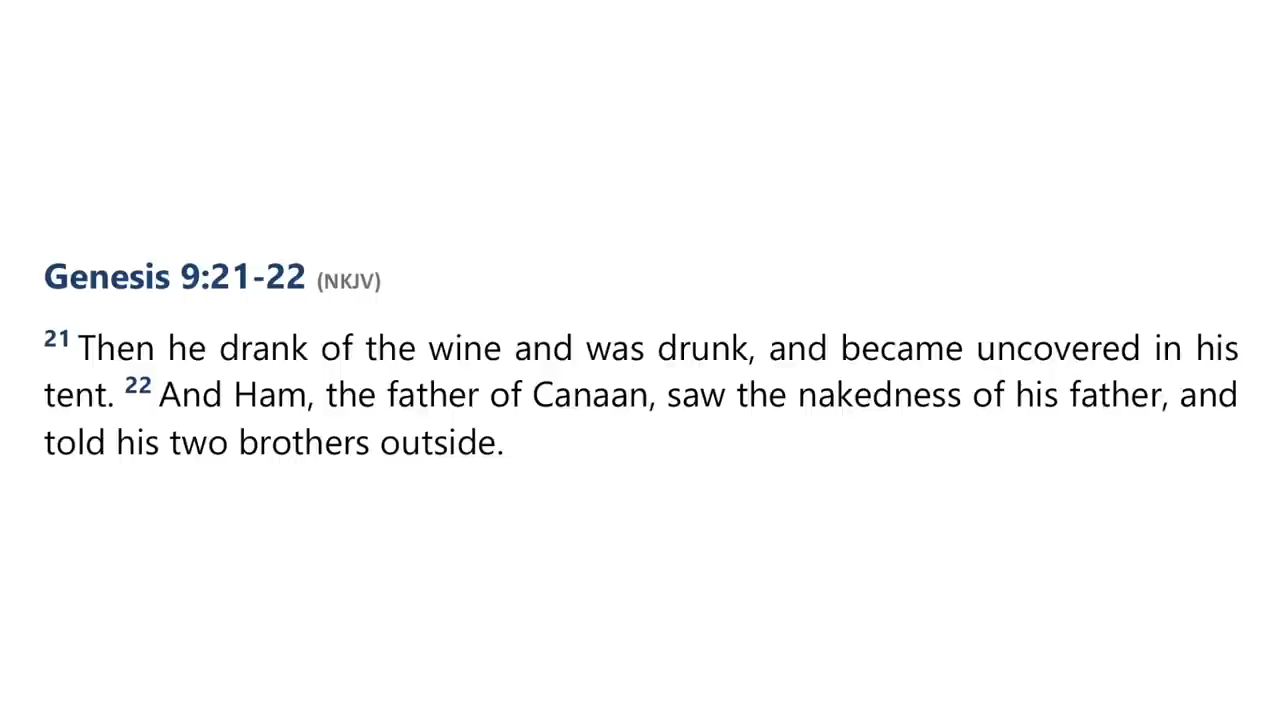 Genesis 9:21-22 (NKJV)
21 Then he drank of the wine and was drunk, and became uncovered in his
tent. 22 And Ham, the father of Canaan, saw the nakedness of his father, and
told his two brothers outside.